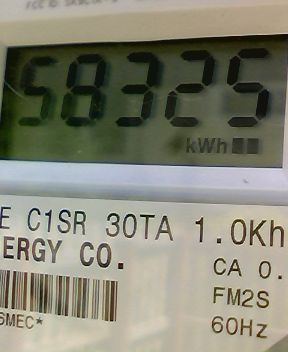 58325
kWh
E C1SR 30TA 1.0Kh
ERGY CO.
CA 0.
FM2S
6MEC*
60Hz